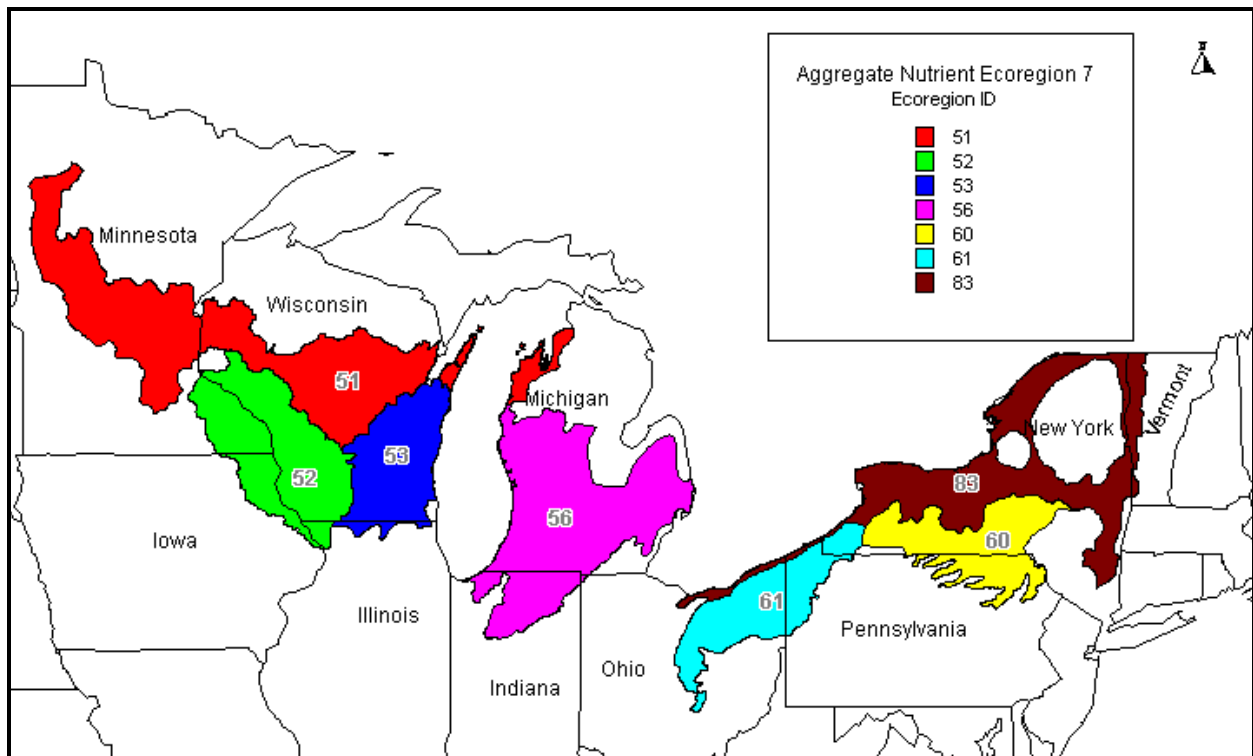 Aggregate Nutrient Ecoregion 7
Ecoregion ID
51
52
53
56
60
61
83
N
Minnesota
Wisconsin
51
Michigan
53
52
56
Iowa
Illinois
Indiana
Ohio
New York
Vermont
83
60
61
Pennsylvania